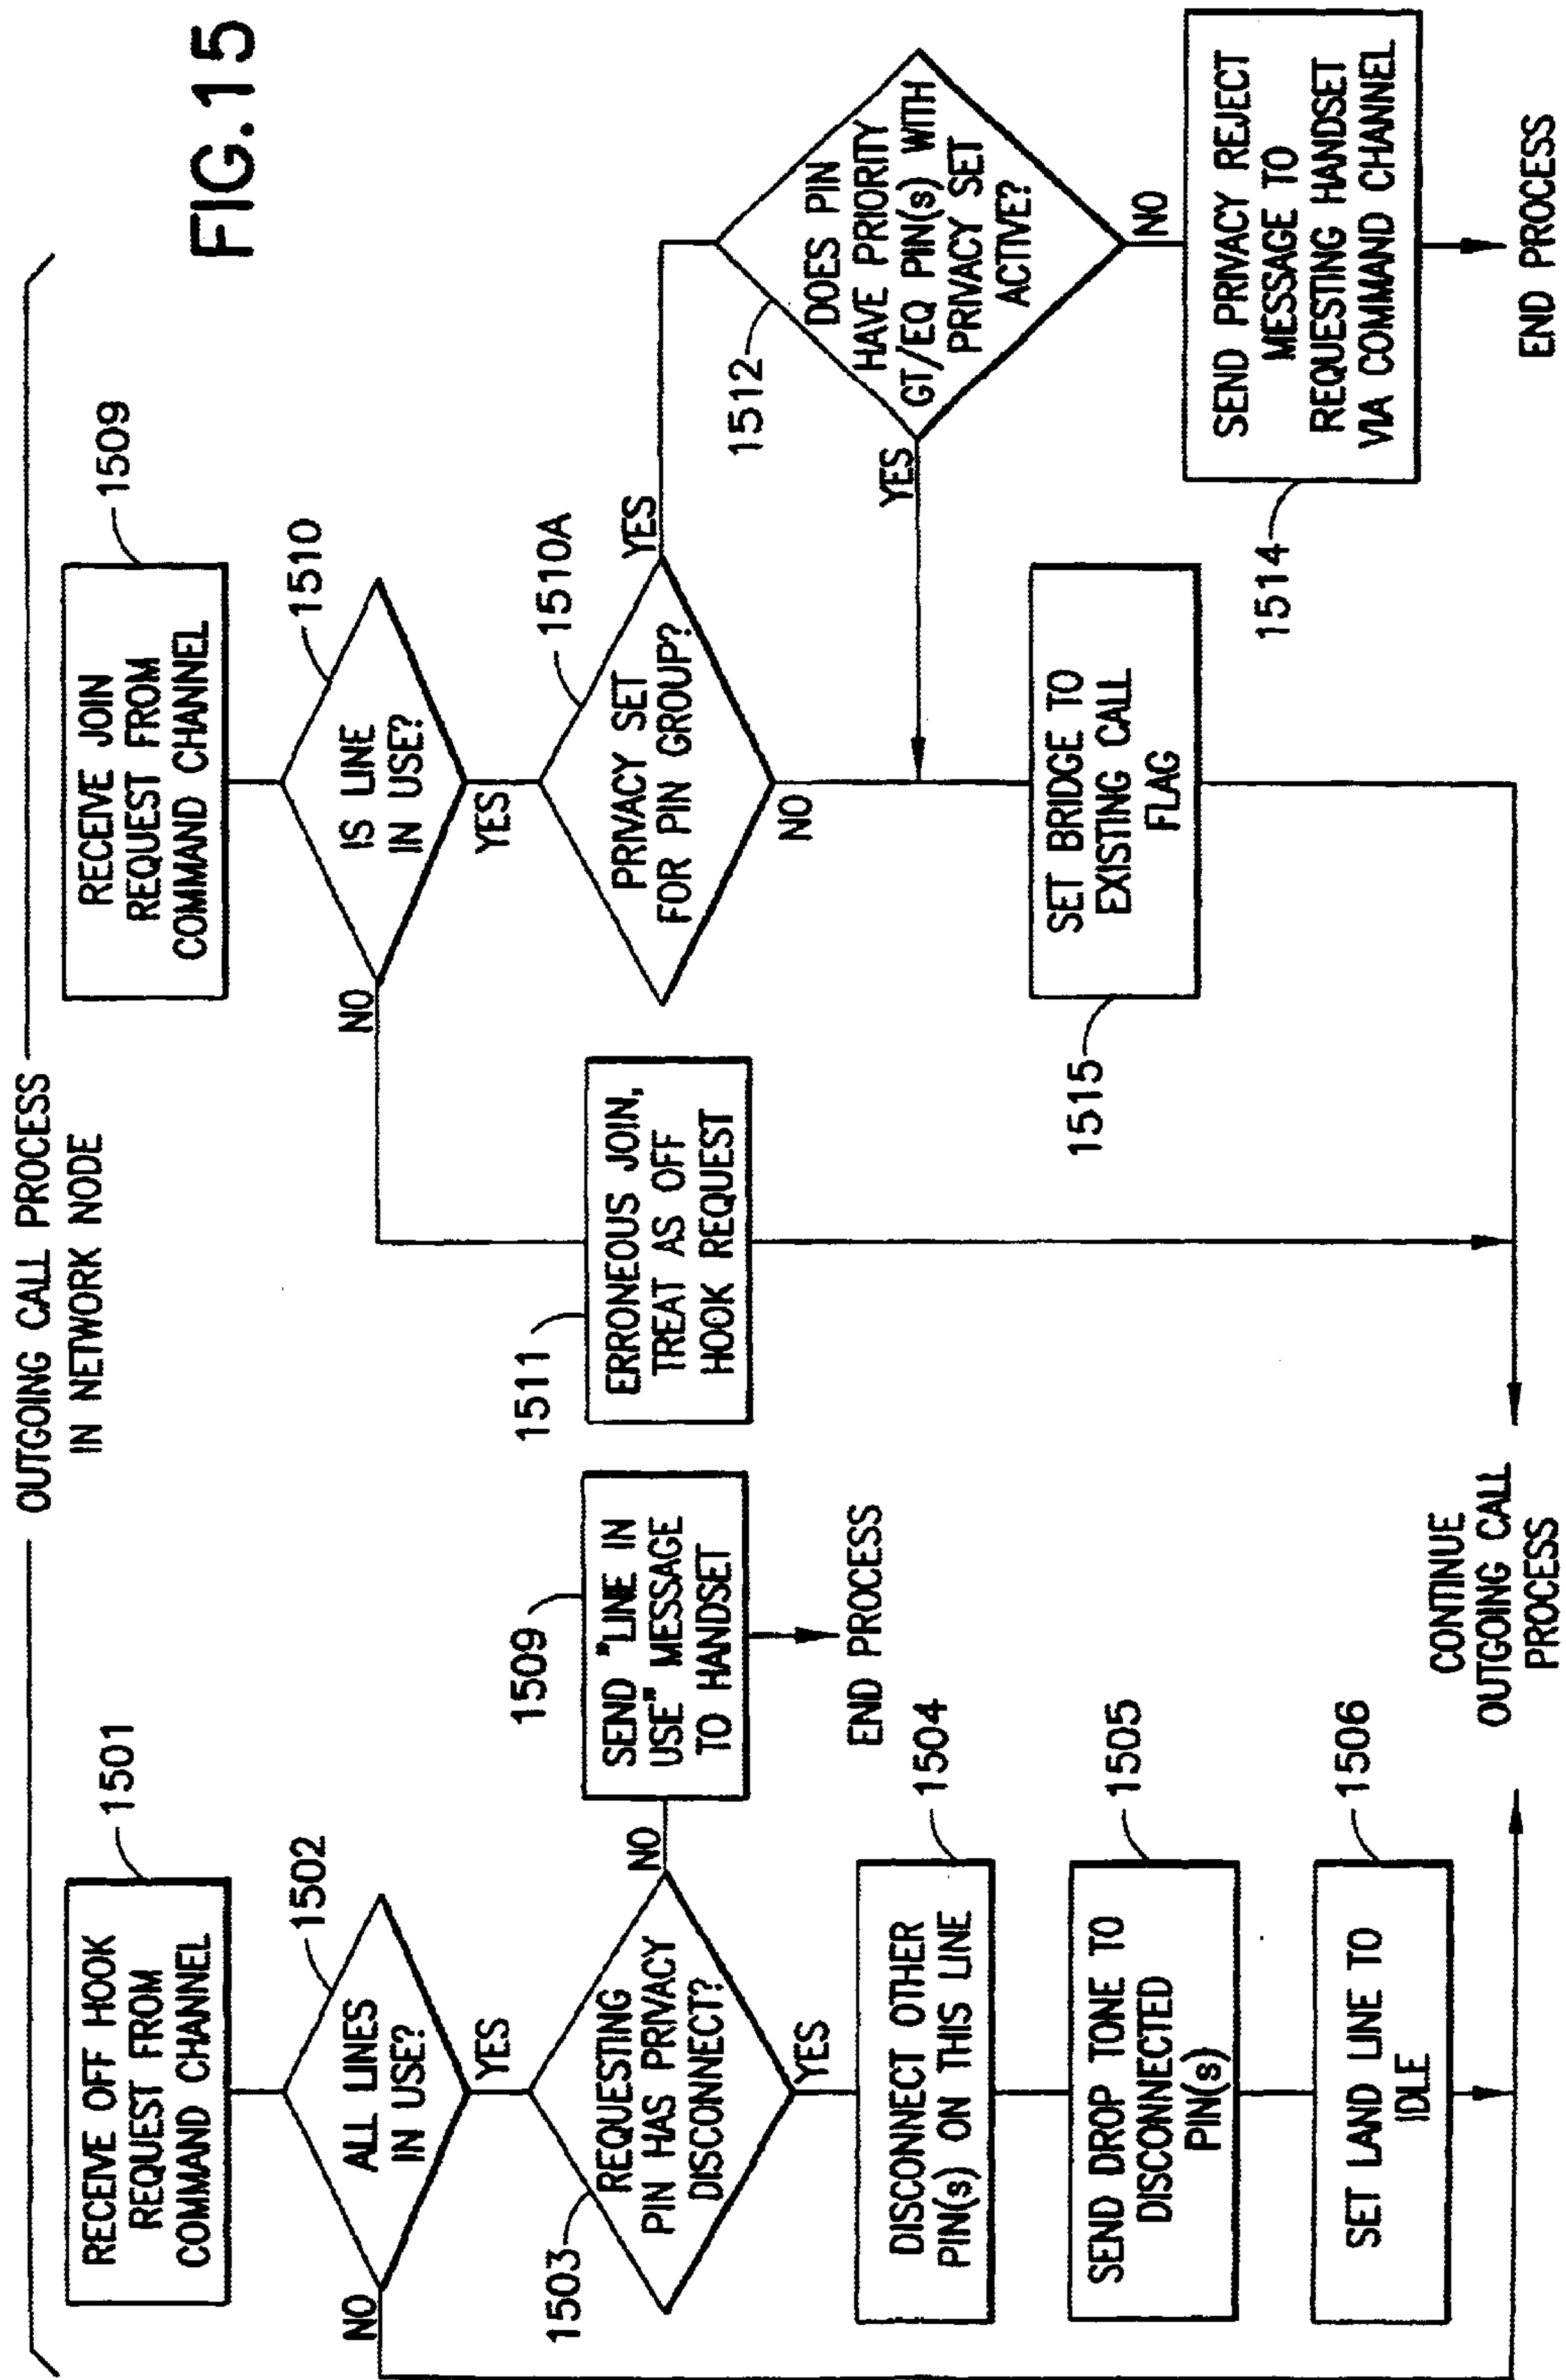 OUTGOING CALL PROCESS
IN NETWORK NODE
FIG.15
RECEIVE OFF HOOK
REQUEST FROM
COMMAND CHANNEL
1501
ALL LINES
IN USE?
1502
NO
YES
REQUESTING
PIN HAS PRIVACY
DISCONNECT?
1503
NO
YES
SEND "LINE IN
USE" MESSAGE
TO HANDSET
1509
END PROCESS
DISCONNECT OTHER
PIN(s) ON THIS LINE
1504
SEND DROP TONE TO
DISCONNECTED
PIN(s)
1505
SET LAND LINE TO
IDLE
1506
CONTINUE
OUTGOING CALL
PROCESS
RECEIVE JOIN
REQUEST FROM
COMMAND CHANNEL
1509
IS LINE
IN USE?
1510
NO
YES
ERRONEOUS JOIN,
TREAT AS OFF
HOOK REQUEST
1511
PRIVACY SET
FOR PIN GROUP?
1510A
YES
NO
DOES PIN
HAVE PRIORITY
GT/EQ PIN(s) WITH
PRIVACY SET
ACTIVE?
1512
YES
NO
SET BRIDGE TO
EXISTING CALL
FLAG
1515
SEND PRIVACY REJECT
MESSAGE TO
REQUESTING HANDSET
VIA COMMAND CHANNEL
1514
END PROCESS